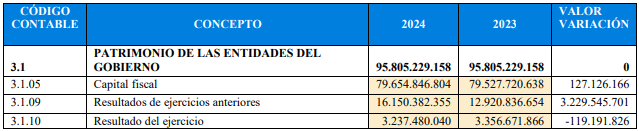 CÓDIGO CONTABLE CONCEPTO 2024 2023 VALOR VARIACIÓN
3.1 PATRIMONIO DE LAS ENTIDADES DEL GOBIERNO 95.805.229.158 95.805.229.158 0
3.1.05 Capital fiscal 79.654.846.804 79.527.720.638 127.126.166
3.1.09 Resultados de ejercicios anteriores 16.150.382.355 12.920.836.654 3.229.545.701
3.1.10 Resultado del ejercicio 3.237.480.040 3.356.671.866 -119.191.826